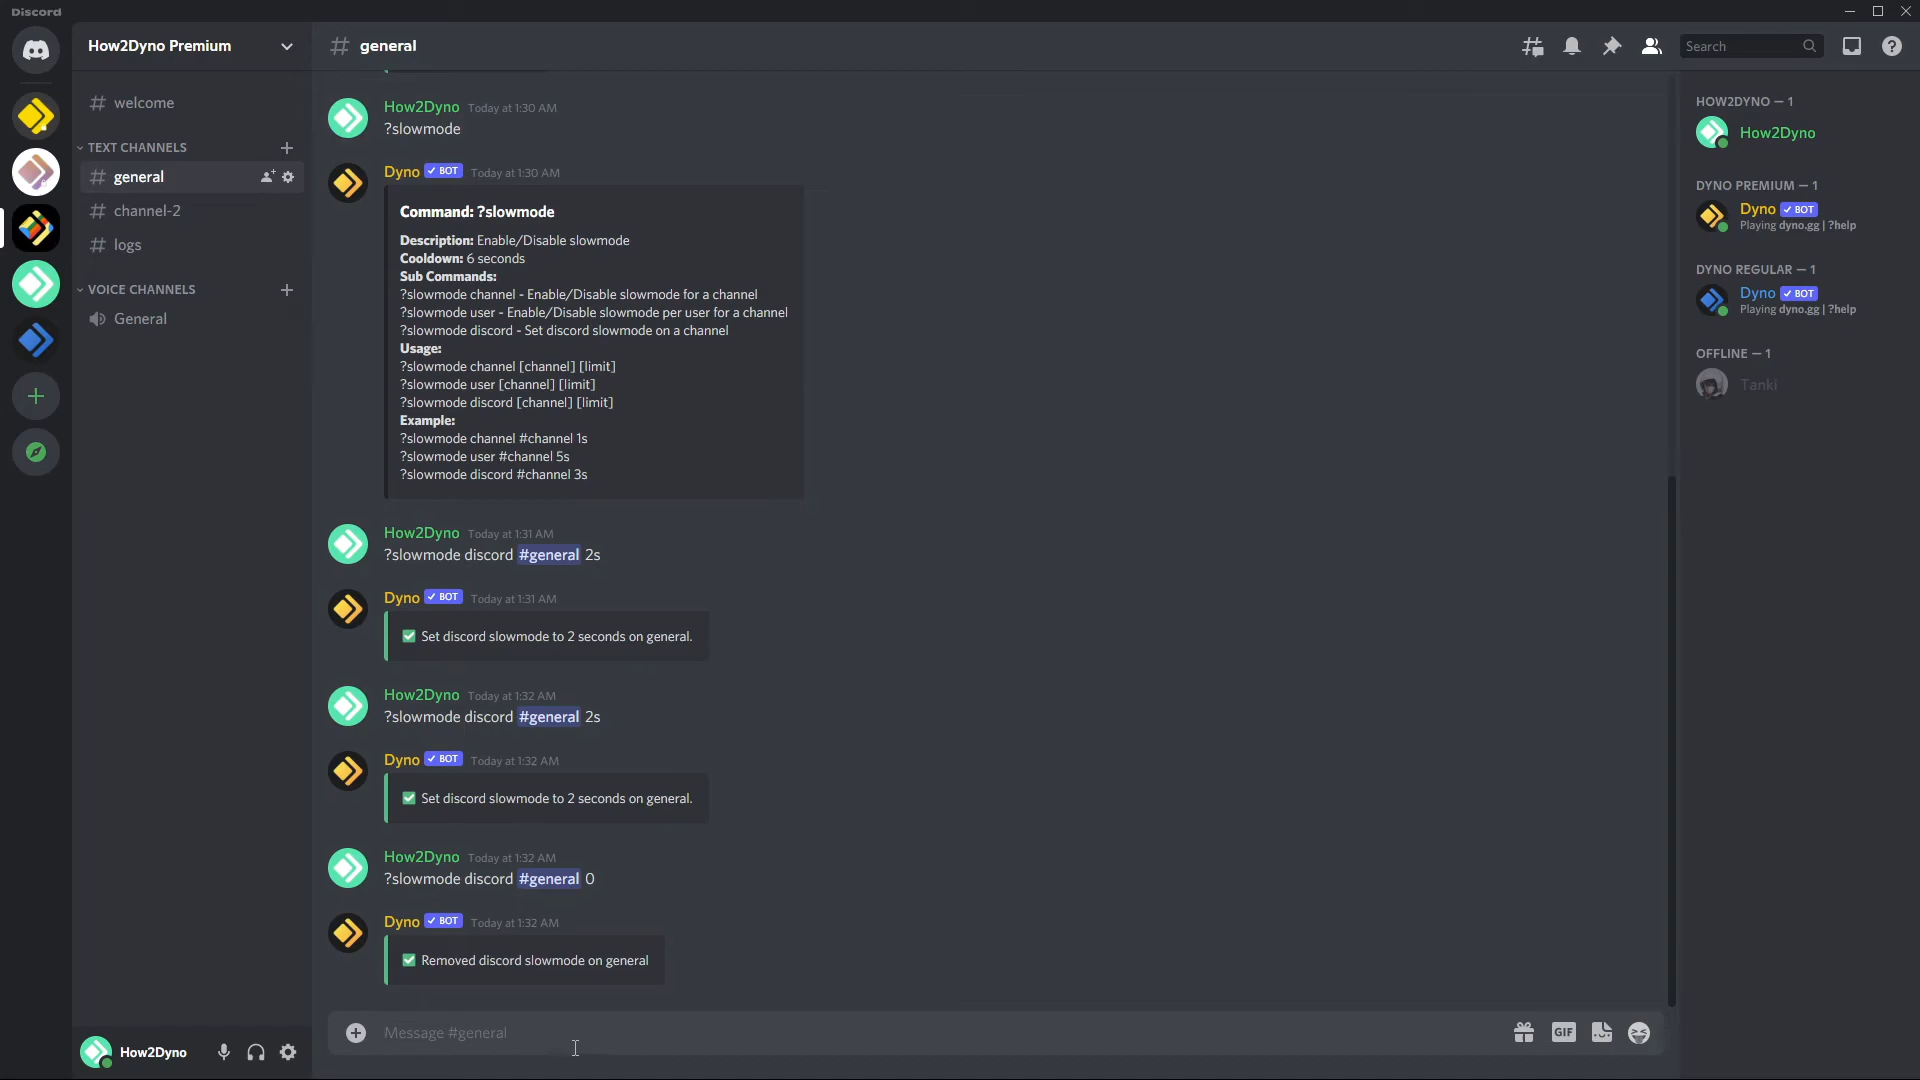 Discord
How2Dyno Premium
# welcome
TEXT CHANNELS
# general
# channel-2
# logs
VOICE CHANNELS
General
How2Dyno
# general
Search
How2Dyno Today at 1:30 AM
?slowmode
Dyno ✓ BOT Today at 1:30 AM
Command: ?slowmode
Description: Enable/Disable slowmode
Cooldown: 6 seconds
Sub Commands:
?slowmode channel - Enable/Disable slowmode for a channel
?slowmode user - Enable/Disable slowmode per user for a channel
?slowmode discord - Set discord slowmode on a channel
Usage:
?slowmode channel [channel] [limit]
?slowmode user [channel] [limit]
?slowmode discord [channel] [limit]
Example:
?slowmode channel #channel 1s
?slowmode user #channel 5s
?slowmode discord #channel 3s
How2Dyno Today at 1:31 AM
?slowmode discord #general 2s
Dyno ✓ BOT Today at 1:31 AM
✅ Set discord slowmode to 2 seconds on general.
How2Dyno Today at 1:32 AM
?slowmode discord #general 2s
Dyno ✓ BOT Today at 1:32 AM
✅ Set discord slowmode to 2 seconds on general.
How2Dyno Today at 1:32 AM
?slowmode discord #general 0
Dyno ✓ BOT Today at 1:32 AM
✅ Removed discord slowmode on general
Message #general
GIF
HOW2DYNO — 1
How2Dyno
DYNO PREMIUM — 1
Dyno ✓ BOT
Playing dyno.gg | ?help
DYNO REGULAR — 1
Dyno ✓ BOT
Playing dyno.gg | ?help
OFFLINE — 1
Tanki